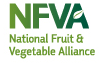 NFVA
National Fruit &
Vegetable Alliance